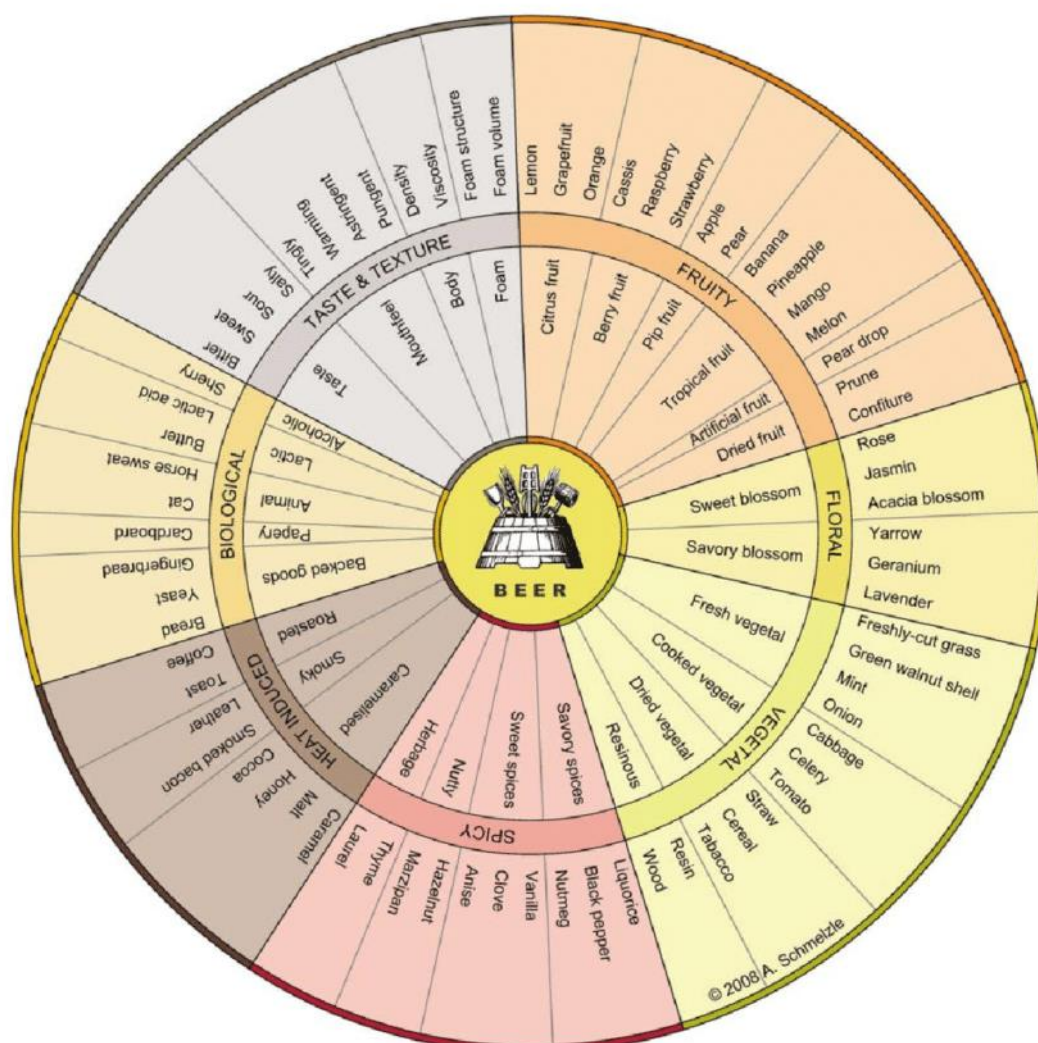 BEER
FRUITY
Citrus fruit
Lemon
Grapefruit
Orange
Berry fruit
Cassis
Raspberry
Strawberry
Pip fruit
Apple
Pear
Tropical fruit
Banana
Pineapple
Mango
Melon
Artificial fruit
Pear drop
Dried fruit
Prune
Confiture
FLORAL
Sweet blossom
Rose
Jasmin
Acacia blossom
Savory blossom
Yarrow
Geranium
Lavender
VEGETAL
Fresh vegetal
Freshly-cut grass
Green walnut shelf
Mint
Onion
Cooked vegetal
Cabbage
Celery
Tomato
Dried vegetal
Straw
Cereal
Tabacco
Resinous
Resin
Wood
SPICY
Savory spices
Liquorice
Black pepper
Nutmeg
Sweet spices
Vanilla
Clove
Anise
Nutty
Hazelnut
Marzipan
Herbage
Thyme
Laurel
HEAT INDUCED
Caramelised
Caramel
Malt
Honey
Cocoa
Smoky
Smoked bacon
Leather
Roasted
Toast
Coffee
BIOLOGICAL
Backed goods
Bread
Yeast
Gingerbread
Papery
Cardboard
Animal
Cat
Horse sweat
Lactic
Butter
Lactic acid
Alcoholic
Sherry
TASTE & TEXTURE
Taste
Bitter
Sweet
Sour
Salty
Mouthfeel
Tingly
Warming
Astringent
Pungent
Body
Density
Viscosity
Foam
Foam structure
Foam volume
© 2008 A. Schmelzle